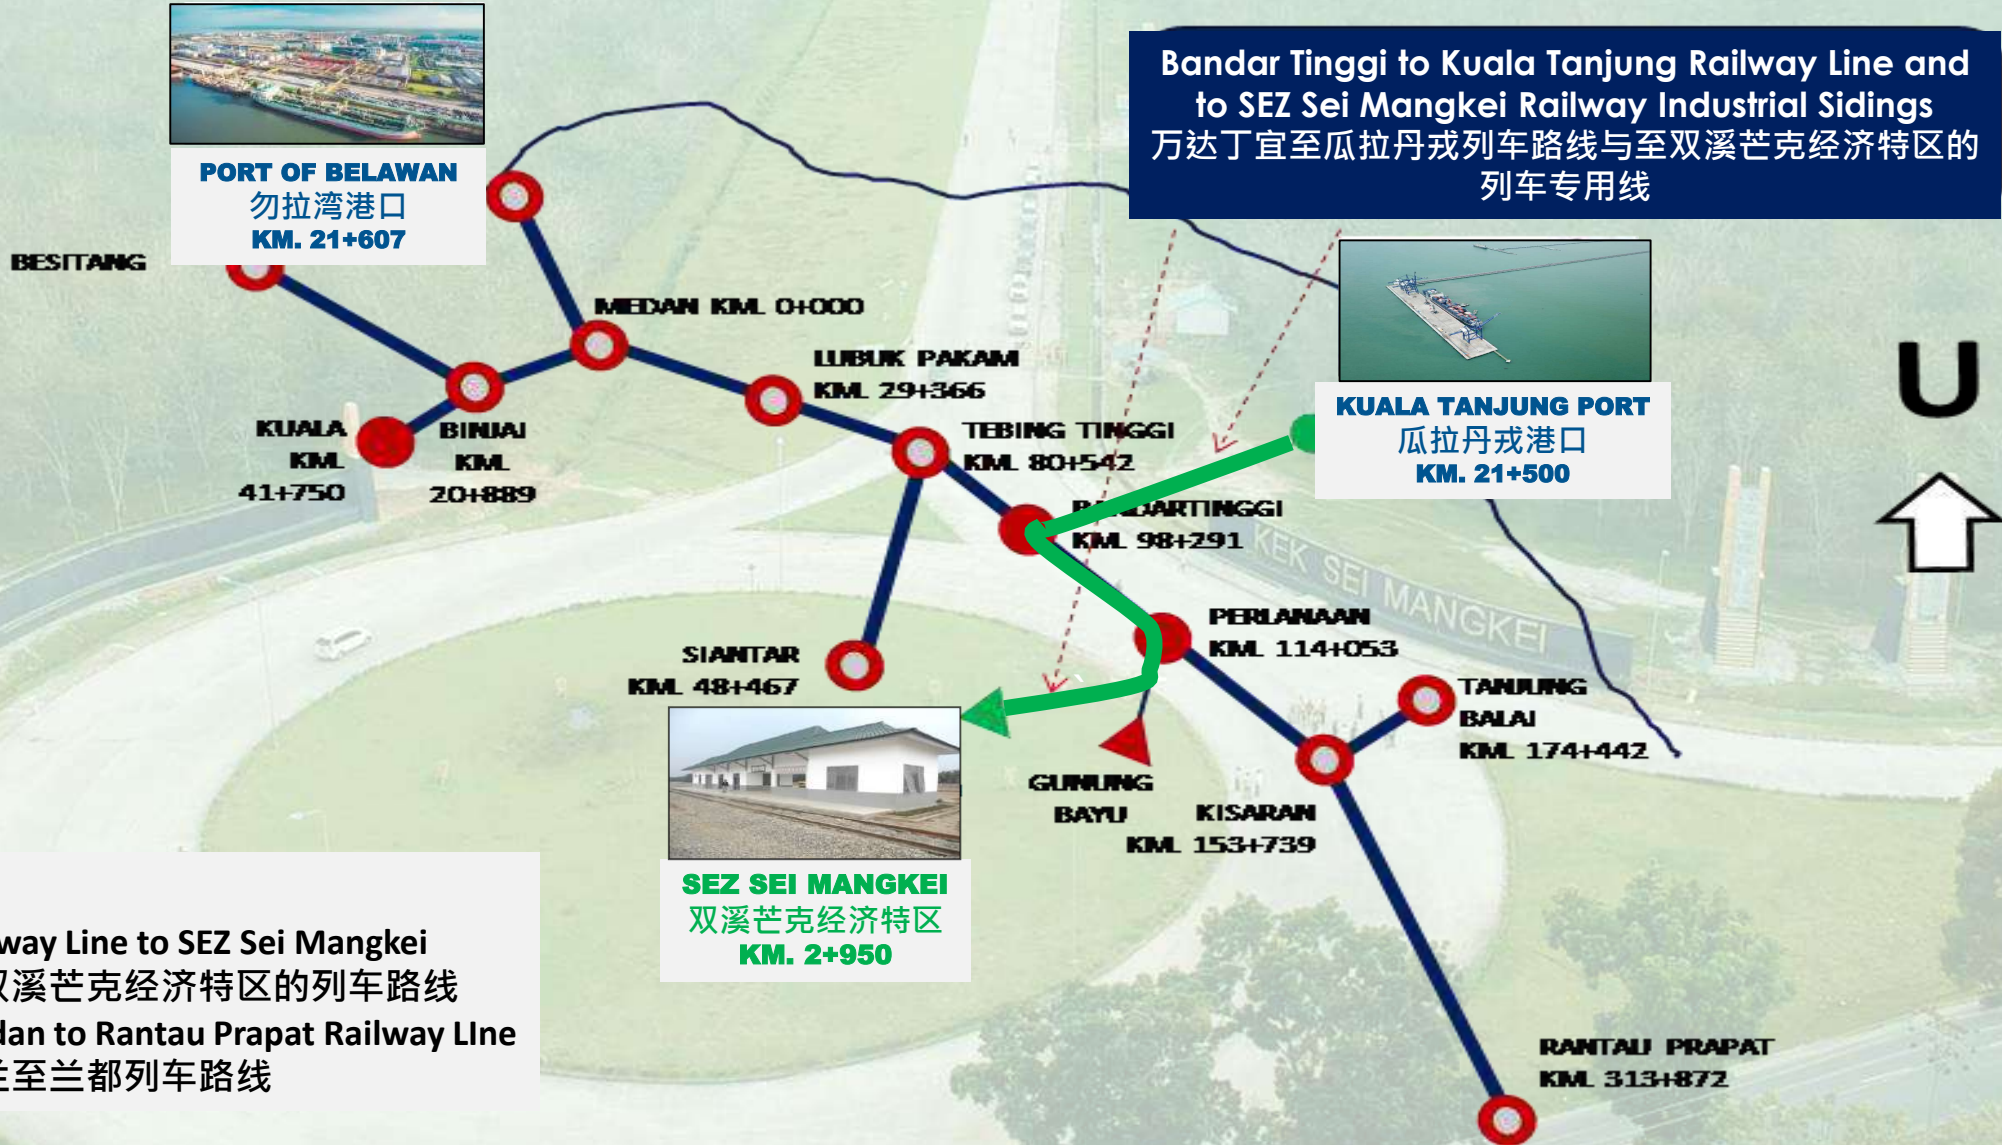 Bandar Tinggi to Kuala Tanjung Railway Line and
to SEZ Sei Mangkei Railway Industrial Sidings
万达丁宜至瓜拉丹戎列车路线与至双溪芒克经济特区的
列车专用线
PORT OF BELAWAN
勿拉湾港口
KM. 21+607
BESITANG
MEDAN KM. 0+000
LUBUK PAKAM
KM. 29+366
KUALA
KM.
41+750
BINJAI
KM.
20+889
TEBING TINGGI
KM. 80+542
KUALA TANJUNG PORT
瓜拉丹戎港口
KM. 21+500
U
BANDARTINGGI
KM. 98+291
KEK SEI MANGKEI
PERLANAAN
KM. 114+053
SIANTAR
KM. 48+467
TANJUNG
BALAI
KM. 174+442
GUNUNG
BAYU
KISARAN
KM. 153+739
SEZ SEI MANGKEI
双溪芒克经济特区
KM. 2+950
way Line to SEZ Sei Mangkei
双溪芒克经济特区的列车路线
dan to Rantau Prapat Railway LIne
兰至兰都列车路线
RANTAU PRAPAT
KM. 313+872